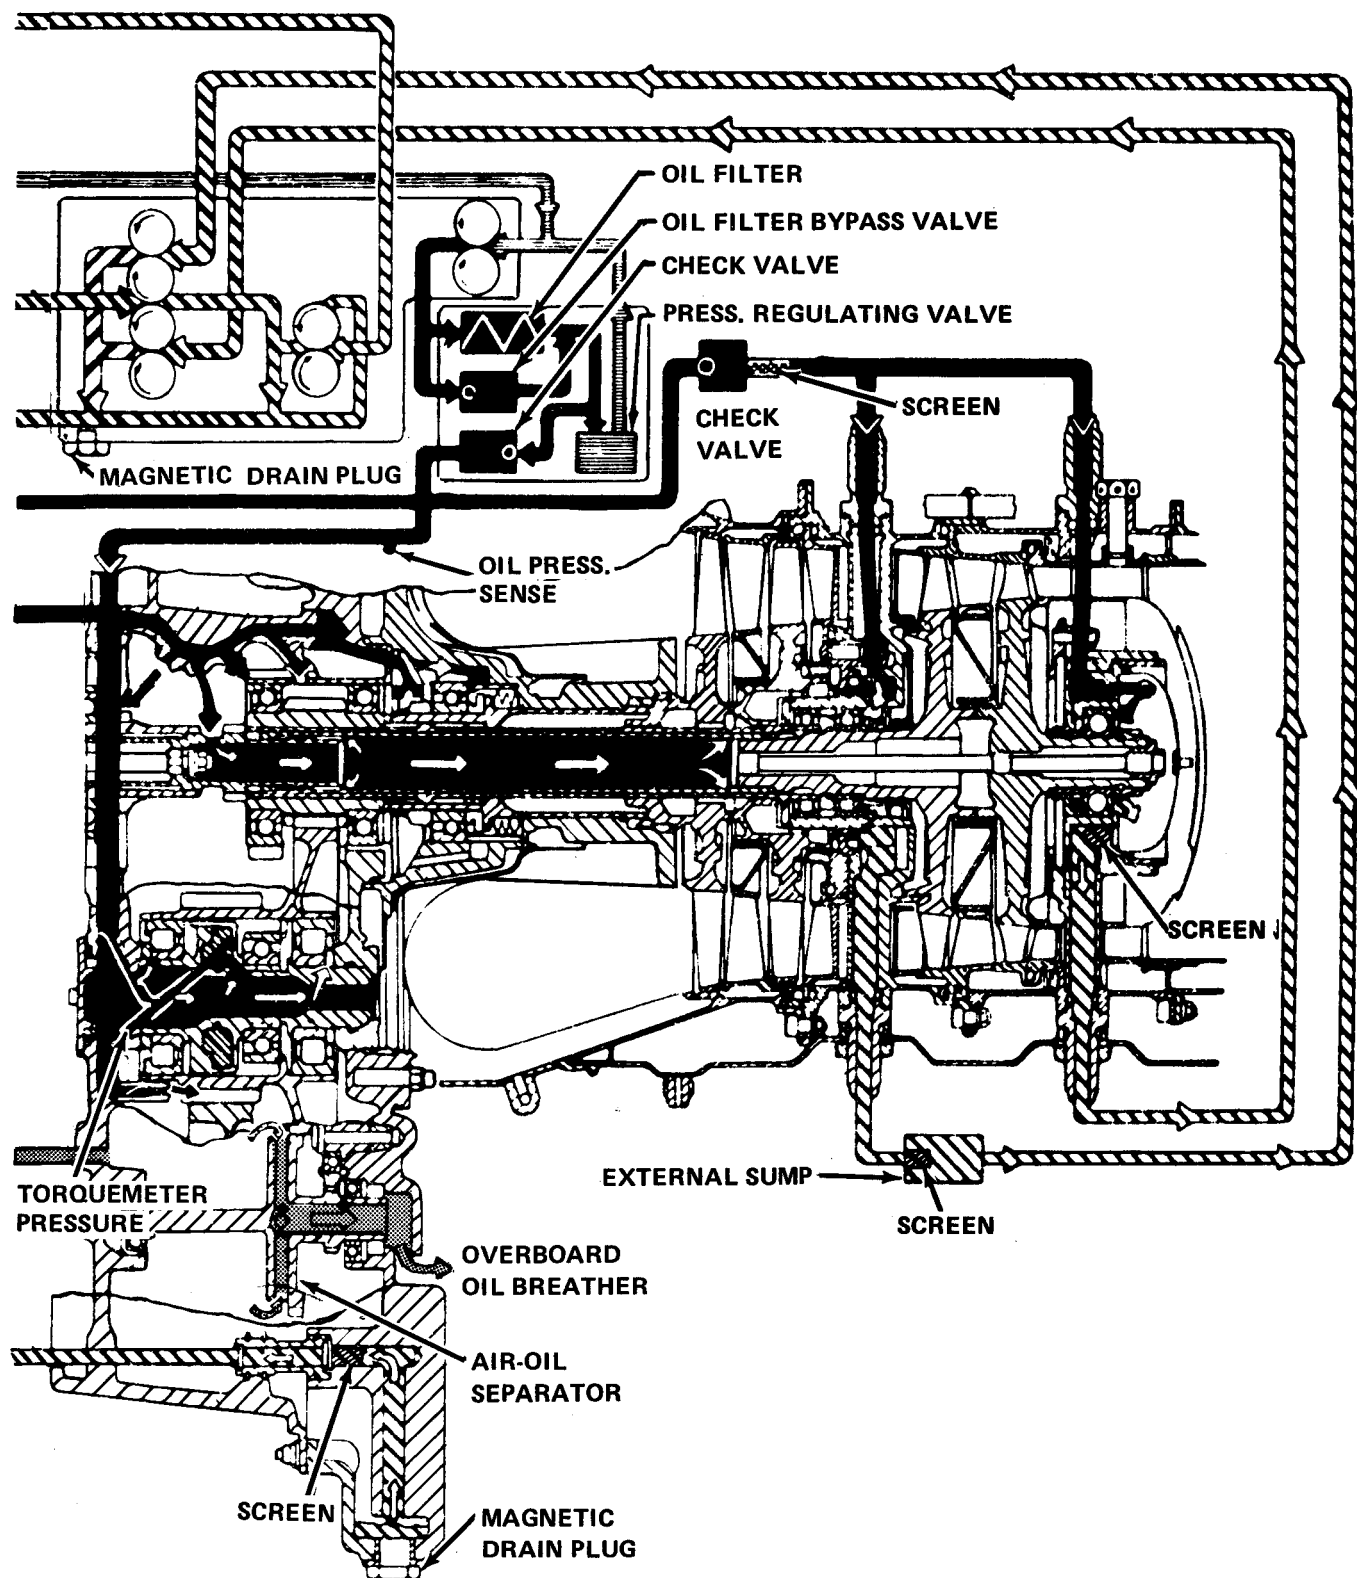 OIL FILTER
OIL FILTER BYPASS VALVE
CHECK VALVE
PRESS. REGULATING VALVE
SCREEN
CHECK
VALVE
MAGNETIC DRAIN PLUG
OIL PRESS.
SENSE
SCREEN
TORQUEMETER
PRESSURE
EXTERNAL SUMP
SCREEN
OVERBOARD
OIL BREATHER
AIR-OIL
SEPARATOR
SCREEN
MAGNETIC
DRAIN PLUG